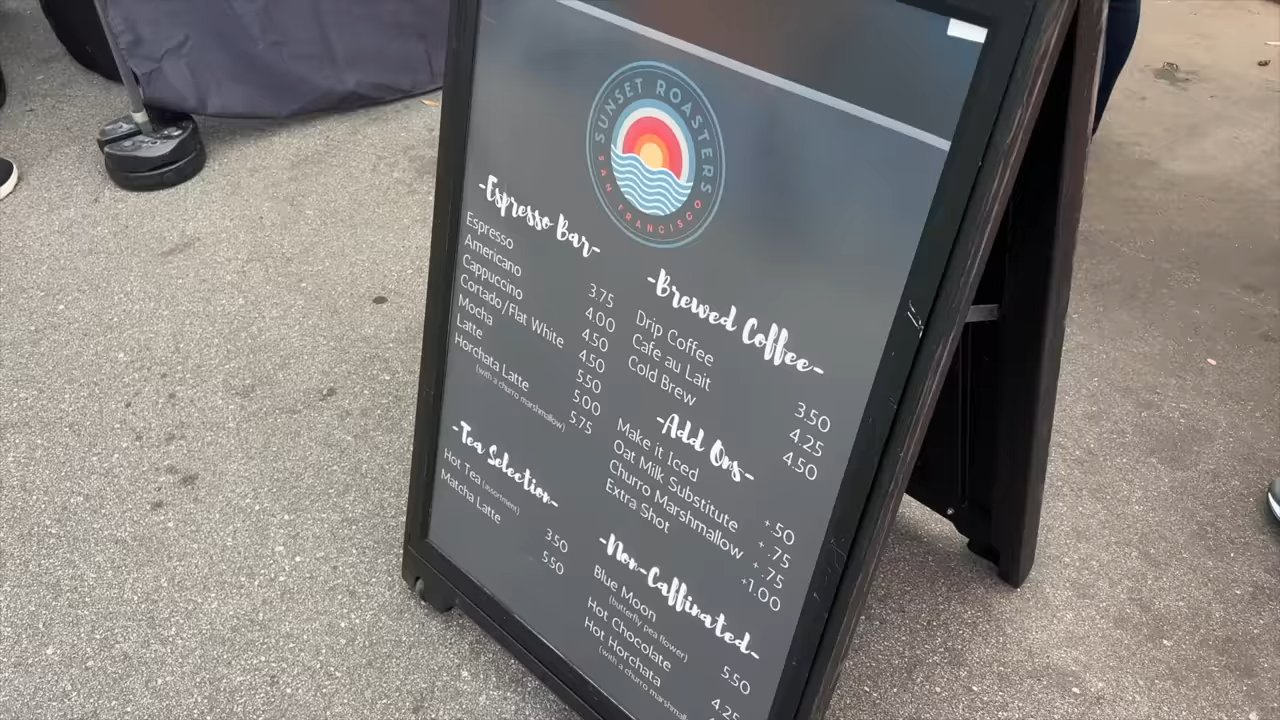 SUNSET ROASTERS
SAN FRANCISCO
-Espresso Bar-
Espresso 3.75
Americano 4.00
Cappuccino 4.50
Cortado/Flat White 4.50
Mocha 5.50
Latte 5.00
Horchata Latte 5.75
(with a churro marshmallow)
-Tea Selection-
Hot Tea (assortment) 3.50
Matcha Latte 5.50
-Brewed Coffee-
Drip Coffee 3.50
Cafe au Lait 4.25
Cold Brew 4.50
-Add Ons-
Make it Iced +.50
Oat Milk Substitute +.75
Churro Marshmallow +.75
Extra Shot +1.00
-Non-Caffinated-
Blue Moon 5.50
(butterfly pea flower)
Hot Chocolate 4.25
Hot Horchata
(with a churro marshmall